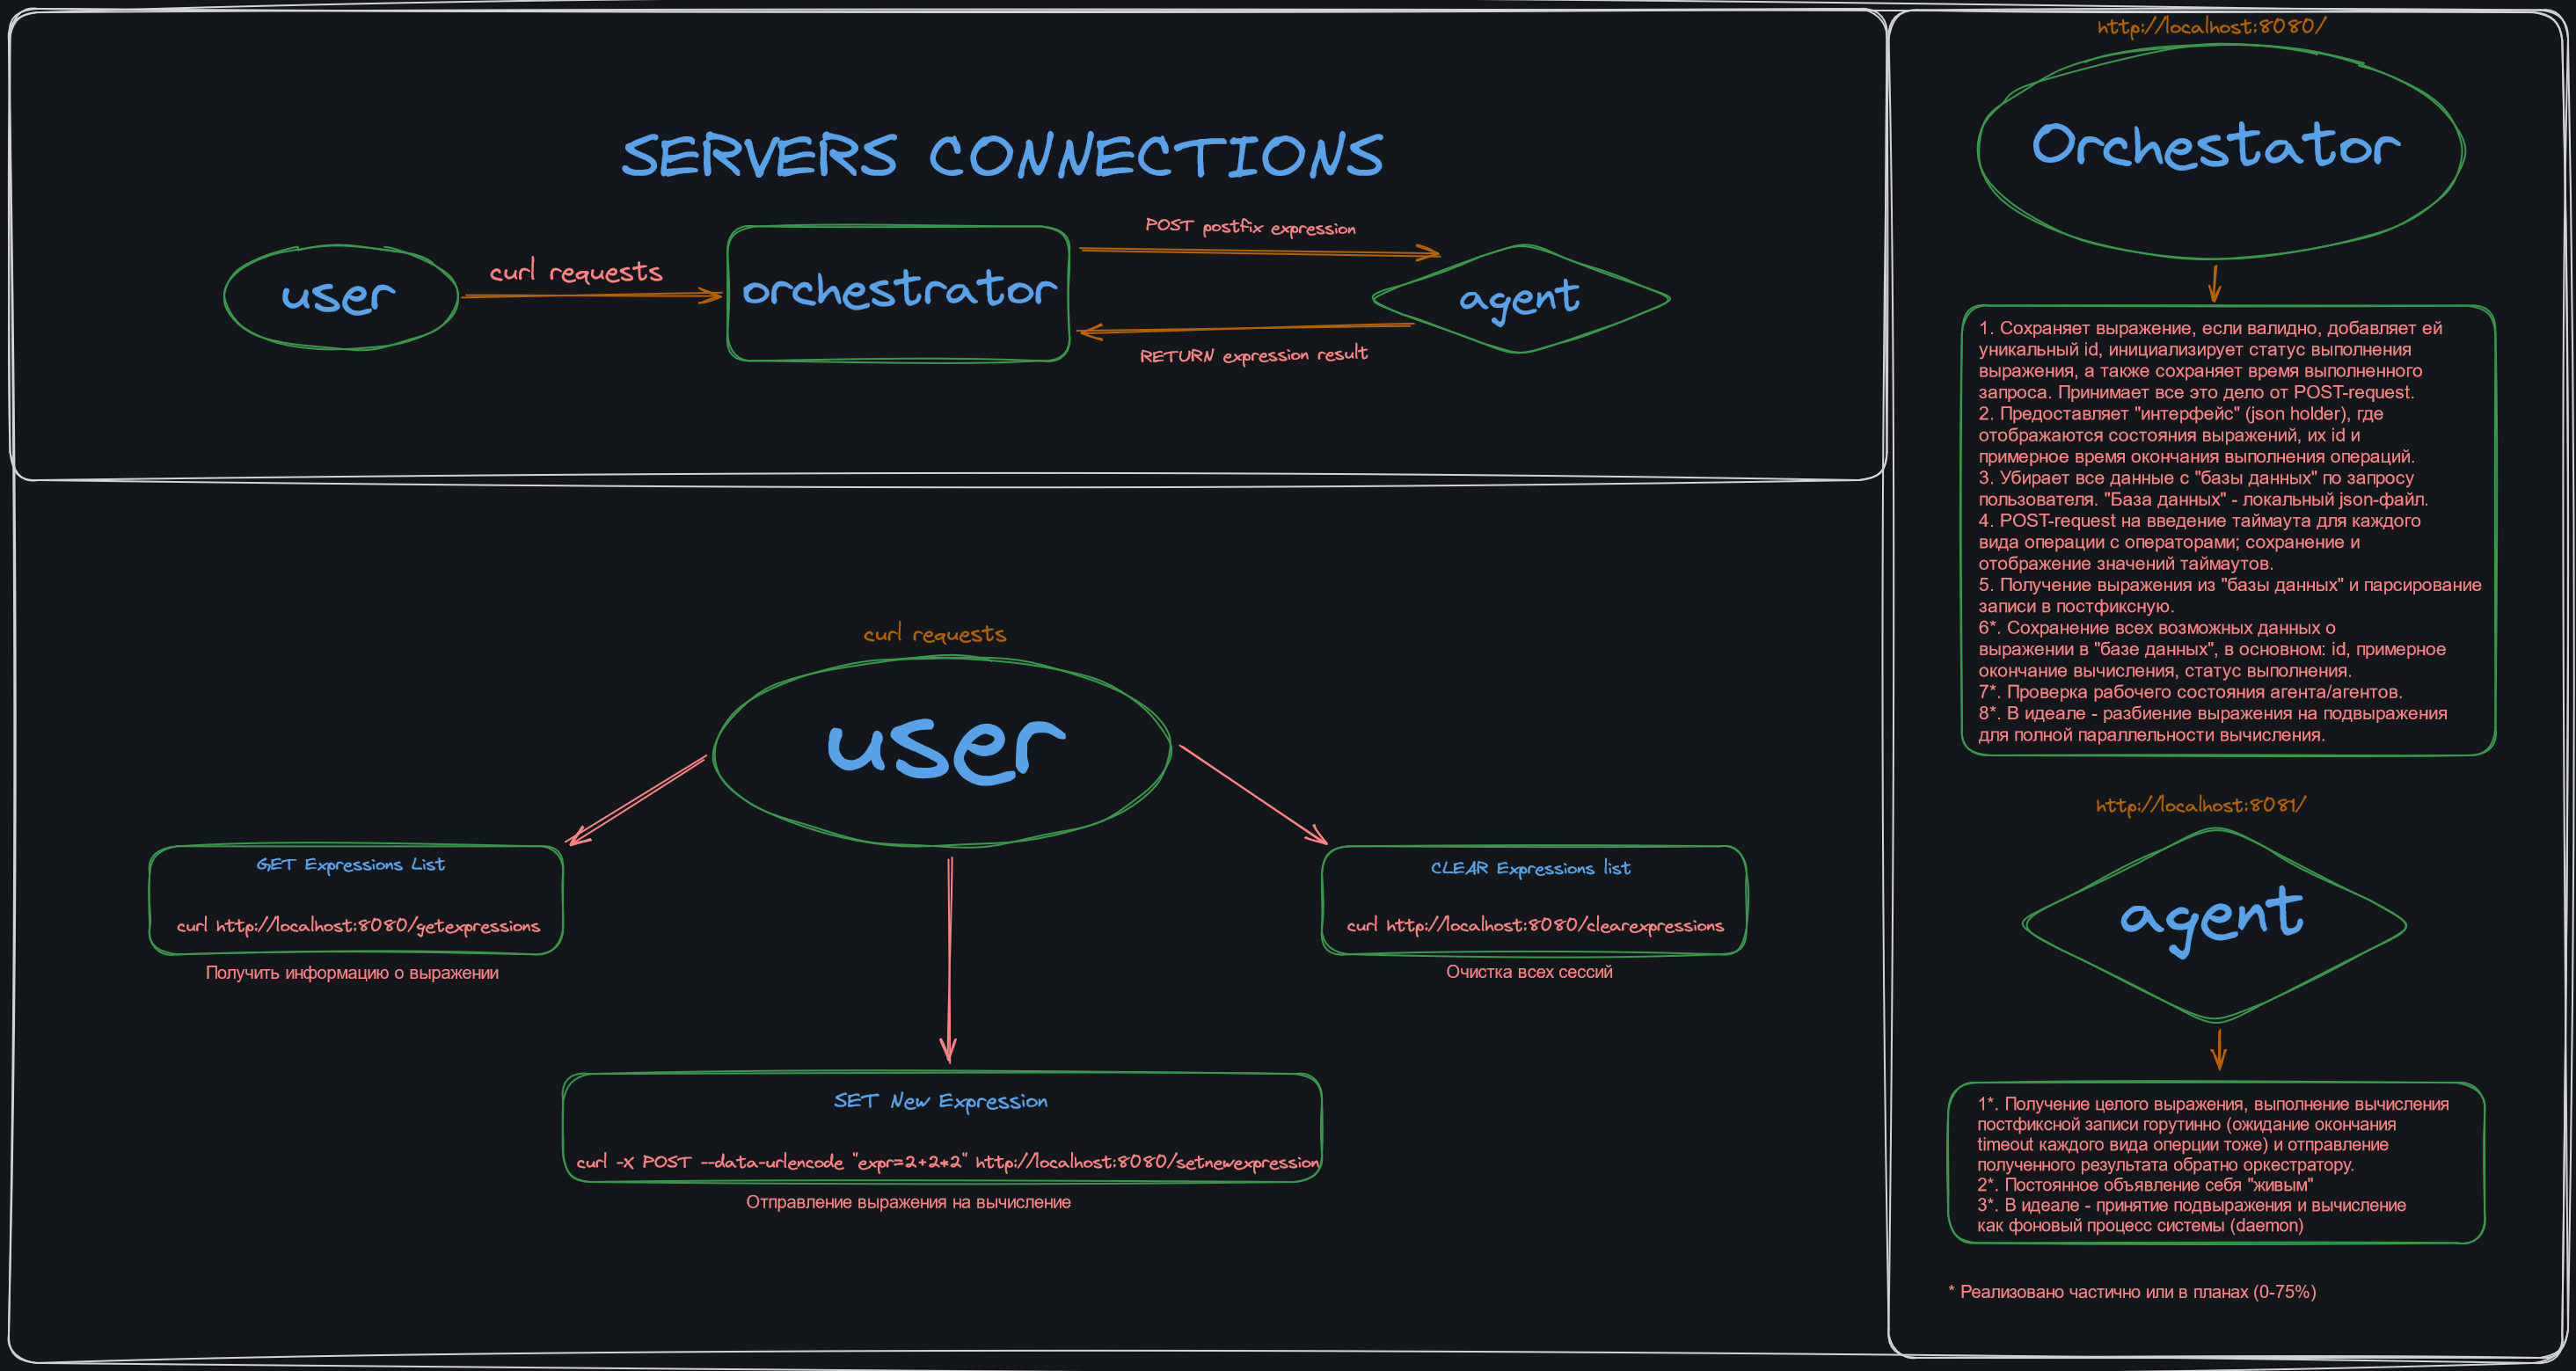 SERVERS CONNECTIONS
user
curl requests
orchestrator
POST postfix expression
agent
RETURN expression result
curl requests
user
GET Expressions List
curl http://localhost:8080/getexpressions
Получить информацию о выражении
CLEAR Expressions list
curl http://localhost:8080/clearexpressions
Очистка всех сессий
SET New Expression
curl -X POST --data-urlencode "expr=2+2*2" http://localhost:8080/setnewexpression
Отправление выражения на вычисление
http://localhost:8080/
Orchestator
1. Сохраняет выражение, если валидно, добавляет ей
уникальный id, инициализирует статус выполнения
выражения, а также сохраняет время выполненного
запроса. Принимает все это дело от POST-request.
2. Предоставляет "интерфейс" (json holder), где
отображаются состояния выражений, их id и
примерное время окончания выполнения операций.
3. Убирает все данные с "базы данных" по запросу
пользователя. "База данных" - локальный json-файл.
4. POST-request на введение таймаута для каждого
вида операции с операторами; сохранение и
отображение значений таймаутов.
5. Получение выражения из "базы данных" и парсирование
записи в постфиксную.
6*. Сохранение всех возможных данных о
выражении в "базе данных", в основном: id, примерное
окончание вычисления, статус выполнения.
7*. Проверка рабочего состояния агента/агентов.
8*. В идеале - разбиение выражения на подвыражения
для полной параллельности вычисления.
http://localhost:8081/
agent
1*. Получение целого выражения, выполнение вычисления
постфиксной записи горутинно (ожидание окончания
timeout каждого вида оперции тоже) и отправление
полученного результата обратно оркестратору.
2*. Постоянное объявление себя "живым"
3*. В идеале - принятие подвыражения и вычисление
как фоновый процесс системы (daemon)
* Реализовано частично или в планах (0-75%)